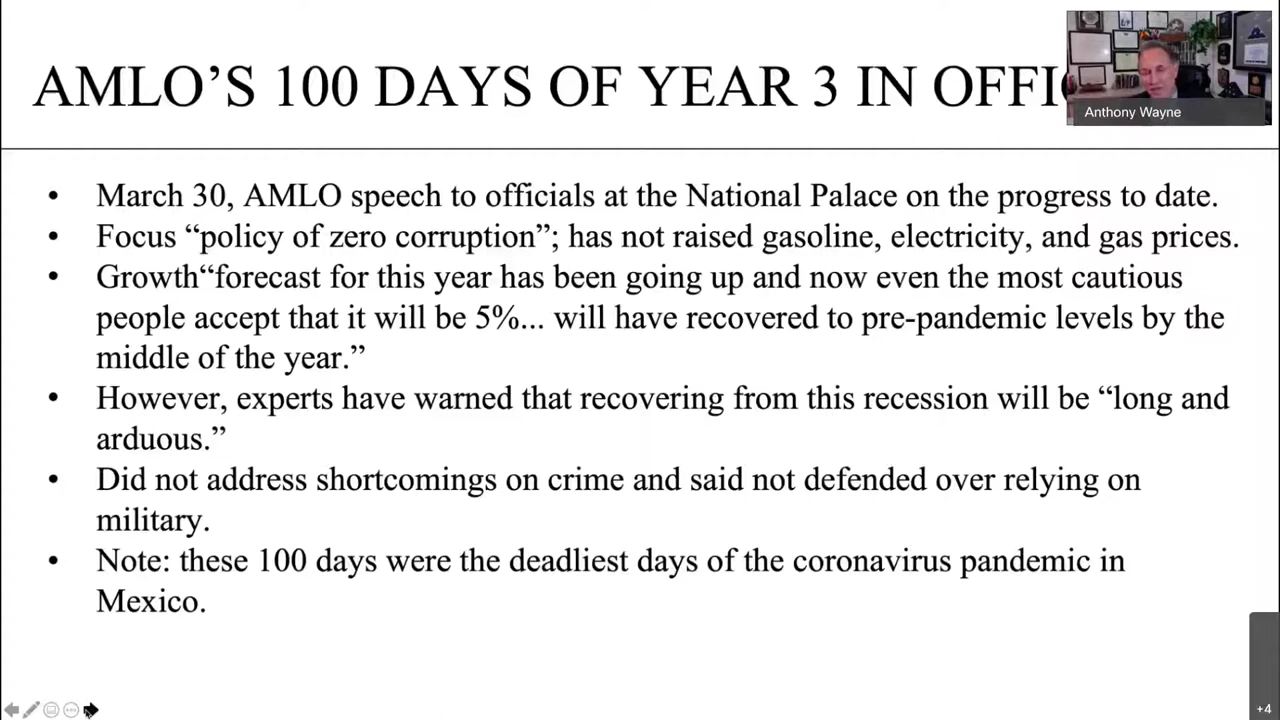 AMLO’S 100 DAYS OF YEAR 3 IN OFFI
Anthony Wayne
• March 30, AMLO speech to officials at the National Palace on the progress to date.
• Focus “policy of zero corruption”; has not raised gasoline, electricity, and gas prices.
• Growth“forecast for this year has been going up and now even the most cautious
people accept that it will be 5%... will have recovered to pre-pandemic levels by the
middle of the year.”
• However, experts have warned that recovering from this recession will be “long and
arduous.”
• Did not address shortcomings on crime and said not defended over relying on
military.
• Note: these 100 days were the deadliest days of the coronavirus pandemic in
Mexico.
+4